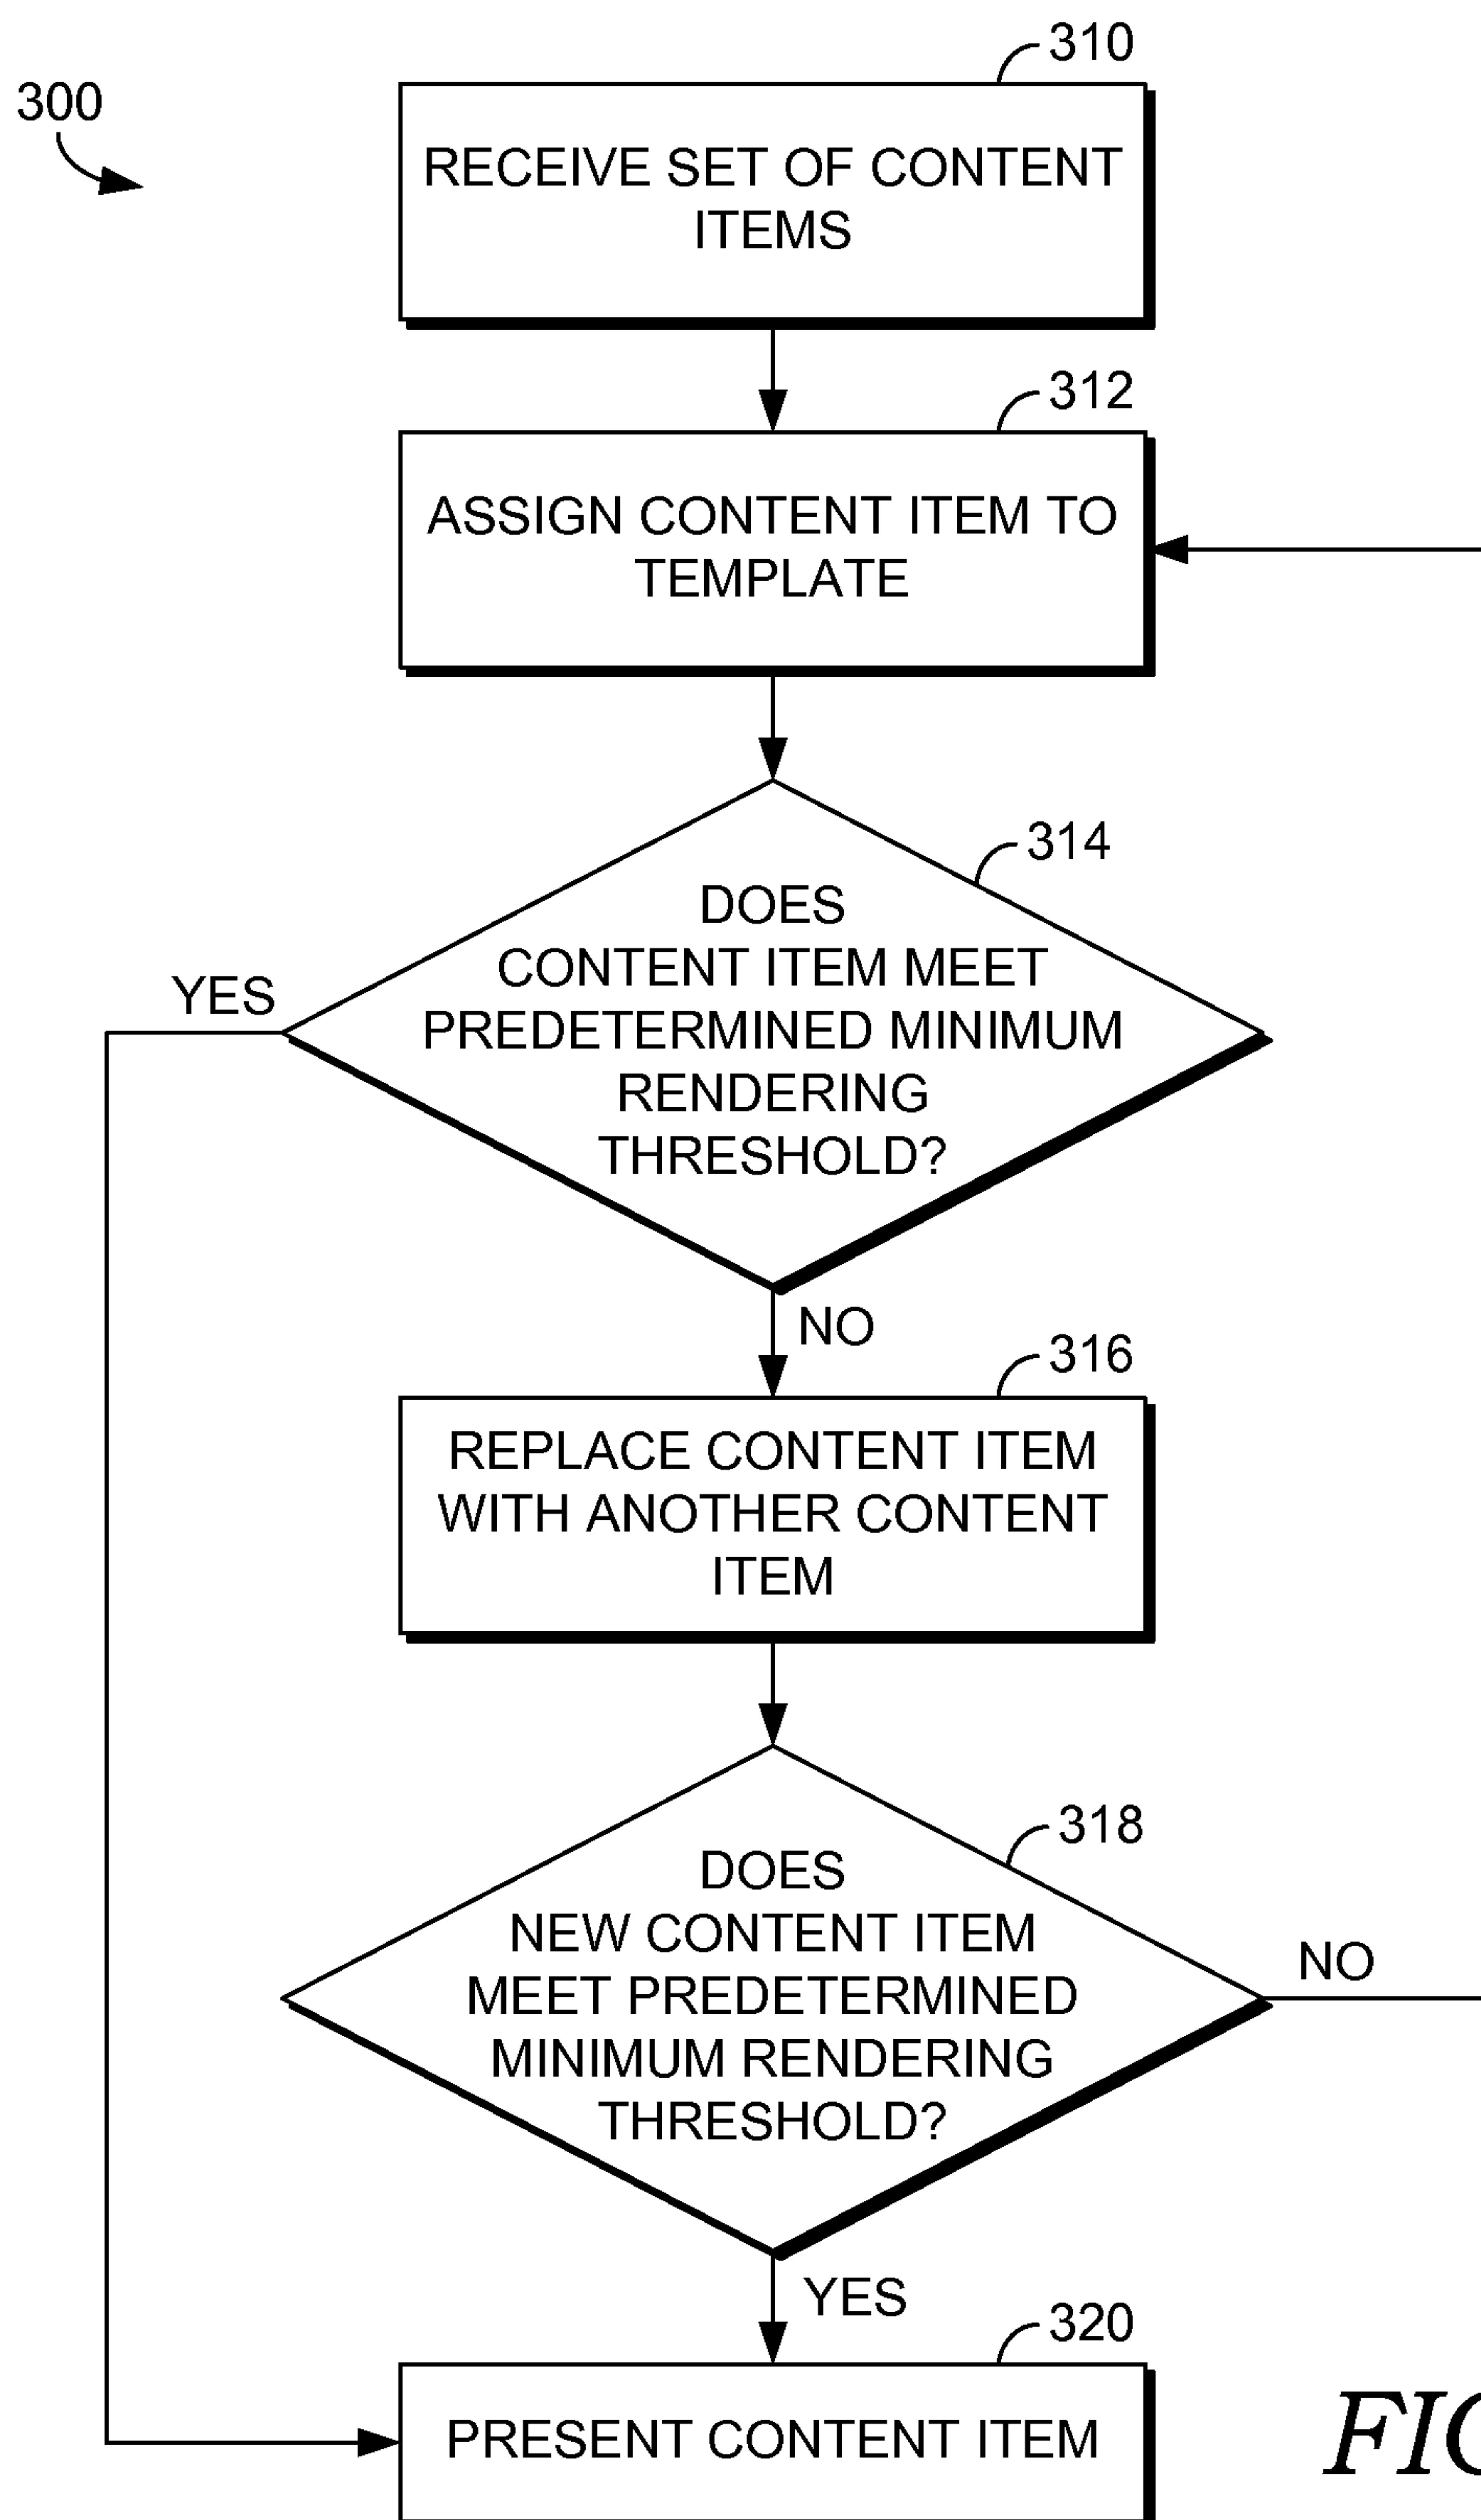 310
300
RECEIVE SET OF CONTENT
ITEMS
312
ASSIGN CONTENT ITEM TO
TEMPLATE
314
DOES
CONTENT ITEM MEET
PREDETERMINED MINIMUM
RENDERING
THRESHOLD?
YES
NO
316
REPLACE CONTENT ITEM
WITH ANOTHER CONTENT
ITEM
318
DOES
NEW CONTENT ITEM
MEET PREDETERMINED
MINIMUM RENDERING
THRESHOLD?
NO
YES
320
PRESENT CONTENT ITEM